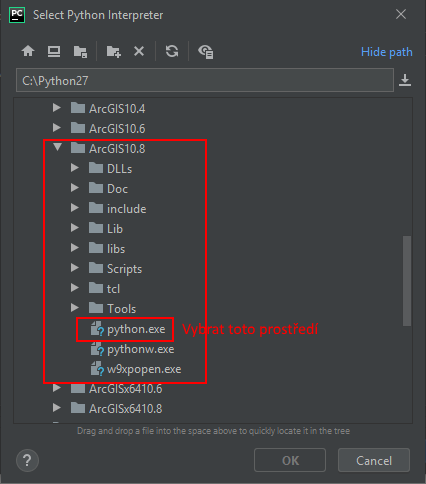 PC
Select Python Interpreter
Hide path
C:\Python27
ArcGIS10.4
ArcGIS10.6
ArcGIS10.8
DLLs
Doc
include
Lib
libs
Scripts
tcl
Tools
python.exe Vybrat toto prostředí
pythonw.exe
w9xpopen.exe
ArcGISx6410.6
ArcGISx6410.8
Drag and drop a file into the space above to quickly locate it in the tree
? OK Cancel